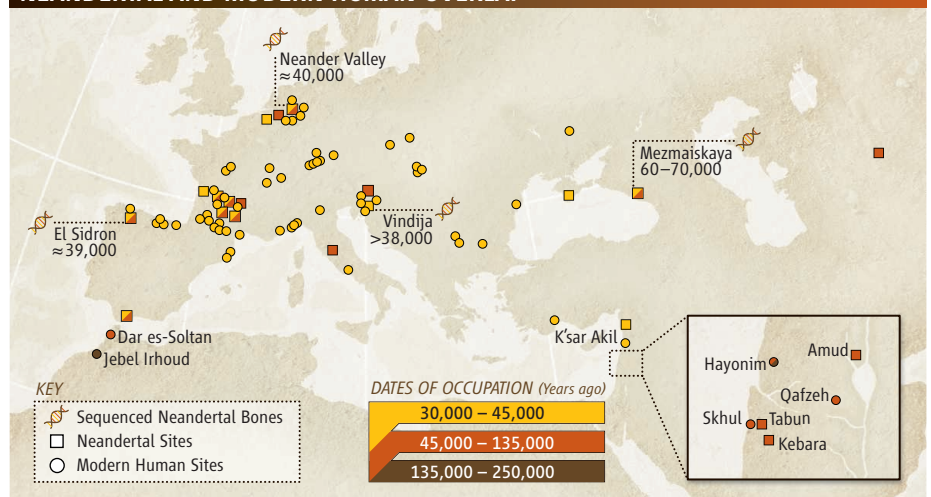 Neander Valley
≈40,000
Mezmaiskaya
60–70,000
El Sidron
≈39,000
Vindija
>38,000
Dar es-Soltan
Jebel Irhoud
K'sar Akil
Hayonim
Amud
Qafzeh
Skhul
Tabun
Kebara
KEY
Sequenced Neandertal Bones
Neandertal Sites
Modern Human Sites
DATES OF OCCUPATION (Years ago)
30,000 – 45,000
45,000 – 135,000
135,000 – 250,000